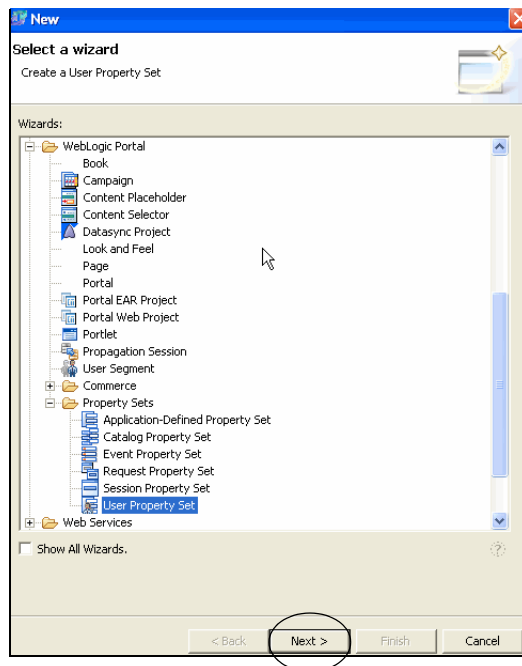 New
Select a wizard
Create a User Property Set
Wizards:
WebLogic Portal
Book
Campaign
Content Placeholder
Content Selector
Datasync Project
Look and Feel
Page
Portal
Portal EAR Project
Portal Web Project
Portlet
Propagation Session
User Segment
Commerce
Property Sets
Application-Defined Property Set
Catalog Property Set
Event Property Set
Request Property Set
Session Property Set
User Property Set
Web Services
Show All Wizards.
< Back Next > Finish Cancel